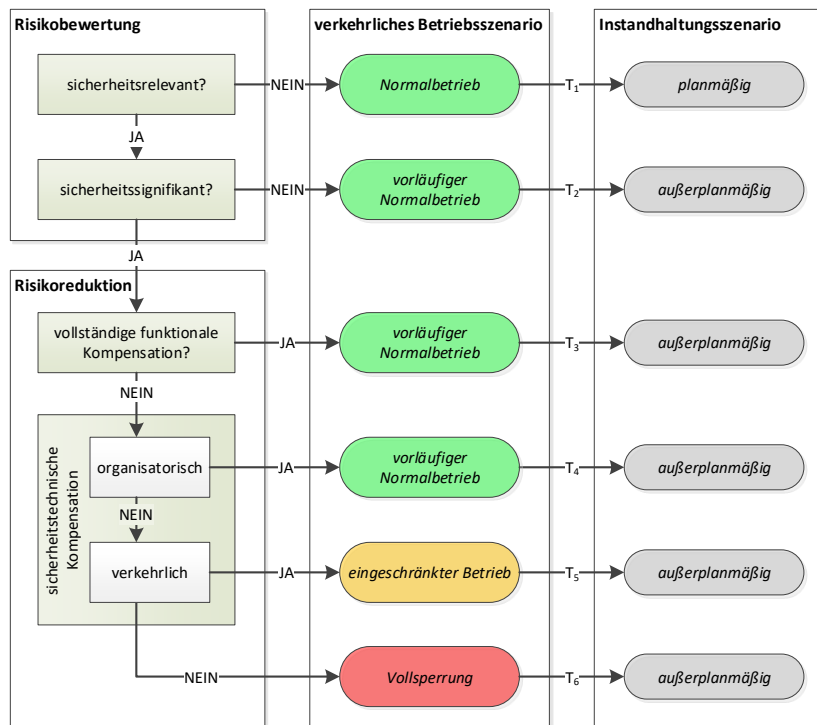 Risikobewertung
verkehrliches Betriebsszenario
Instandhaltungsszenario
sicherheitsrelevant?
NEIN
Normalbetrieb
T₁
planmäßig
JA
sicherheitssignifikant?
NEIN
vorläufiger
Normalbetrieb
T₂
außerplanmäßig
JA
Risikoreduktion
vollständige funktionale
Kompensation?
JA
vorläufiger
Normalbetrieb
T₃
außerplanmäßig
NEIN
sicherheitstechnische
Kompensation
organisatorisch
JA
vorläufiger
Normalbetrieb
T₄
außerplanmäßig
NEIN
verkehrlich
JA
eingeschränkter Betrieb
T₅
außerplanmäßig
NEIN
Vollsperrung
T₆
außerplanmäßig